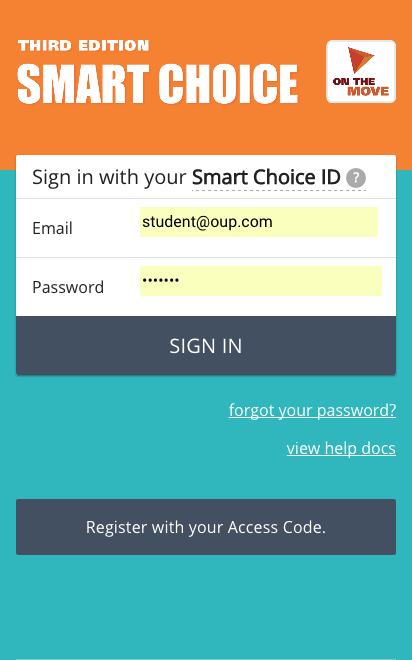 THIRD EDITION
SMART CHOICE
ON THE
MOVE
Sign in with your Smart Choice ID ?
Email student@oup.com
Password •••••••
SIGN IN
forgot your password?
view help docs
Register with your Access Code.